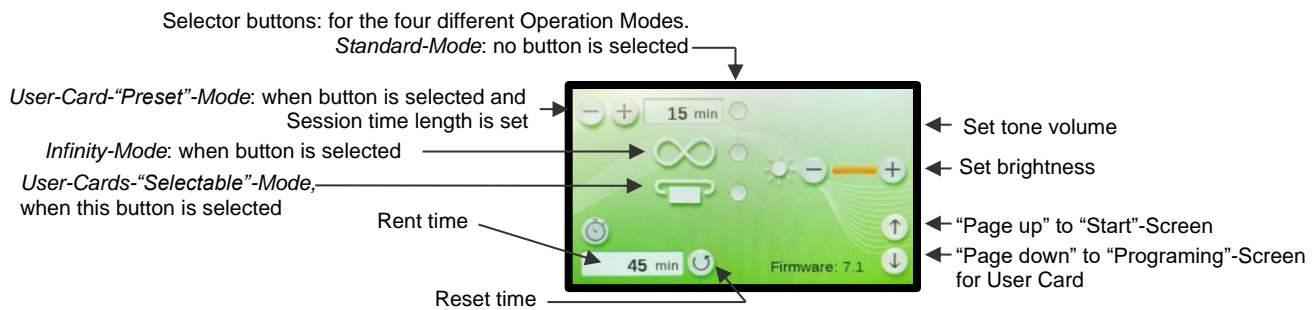 Selector buttons: for the four different Operation Modes.
Standard-Mode: no button is selected
User-Card-“Preset”-Mode: when button is selected and
Session time length is set
Infinity-Mode: when button is selected
User-Cards-“Selectable”-Mode,
when this button is selected
Rent time
Reset time
15 min
45 min
Firmware: 7.1
Set tone volume
Set brightness
“Page up” to “Start”-Screen
“Page down” to “Programing”-Screen
for User Card